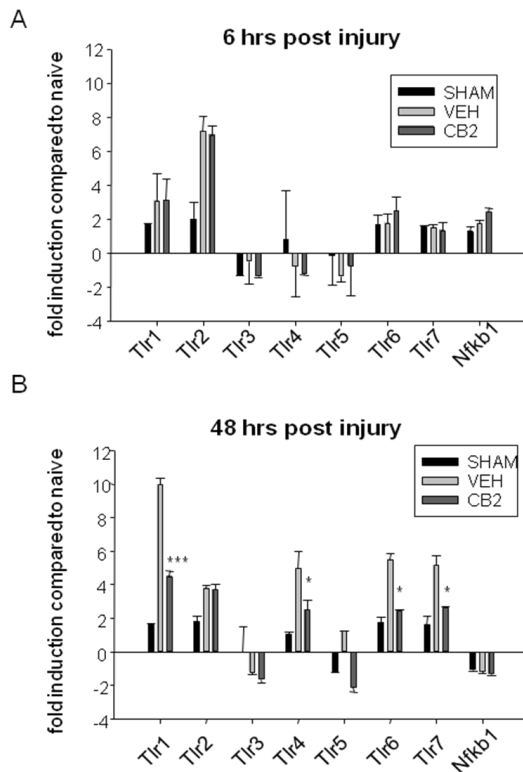 A
6 hrs post injury
fold induction compared to naive
12
10
8
6
4
2
0
-2
-4
SHAM
VEH
CB2
Tlr1 Tlr2 Tlr3 Tlr4 Tlr5 Tlr6 Tlr7 Nfkb1
B
48 hrs post injury
fold induction compared to naive
12
10
8
6
4
2
0
-2
-4
SHAM
VEH
CB2
***
* * *
Tlr1 Tlr2 Tlr3 Tlr4 Tlr5 Tlr6 Tlr7 Nfkb1